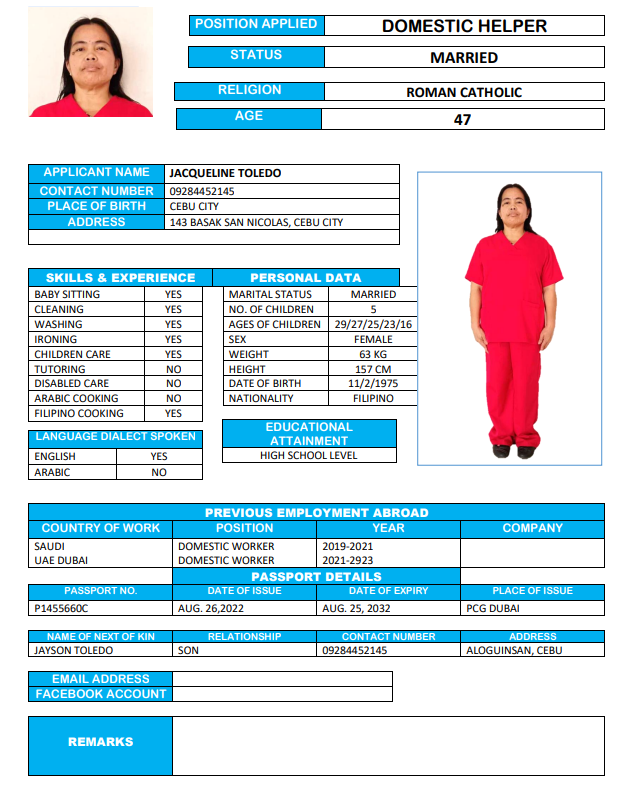 POSITION APPLIED DOMESTIC HELPER
STATUS MARRIED
RELIGION ROMAN CATHOLIC
AGE 47
APPLICANT NAME JACQUELINE TOLEDO
CONTACT NUMBER 09284452145
PLACE OF BIRTH CEBU CITY
ADDRESS 143 BASAK SAN NICOLAS, CEBU CITY
SKILLS & EXPERIENCE PERSONAL DATA
BABY SITTING YES MARITAL STATUS MARRIED
CLEANING YES NO. OF CHILDREN 5
WASHING YES AGES OF CHILDREN 29/27/25/23/16
IRONING YES SEX FEMALE
CHILDREN CARE YES WEIGHT 63 KG
TUTORING NO HEIGHT 157 CM
DISABLED CARE NO DATE OF BIRTH 11/2/1975
ARABIC COOKING NO NATIONALITY FILIPINO
FILIPINO COOKING YES
EDUCATIONAL
ATTAINMENT
HIGH SCHOOL LEVEL
LANGUAGE DIALECT SPOKEN
ENGLISH YES
ARABIC NO
PREVIOUS EMPLOYMENT ABROAD
COUNTRY OF WORK POSITION YEAR COMPANY
SAUDI DOMESTIC WORKER 2019-2021
UAE DUBAI DOMESTIC WORKER 2021-2923
PASSPORT DETAILS
PASSPORT NO. DATE OF ISSUE DATE OF EXPIRY PLACE OF ISSUE
P1455660C AUG. 26,2022 AUG. 25, 2032 PCG DUBAI
NAME OF NEXT OF KIN RELATIONSHIP CONTACT NUMBER ADDRESS
JAYSON TOLEDO SON 09284452145 ALOGUINSAN, CEBU
EMAIL ADDRESS
FACEBOOK ACCOUNT
REMARKS